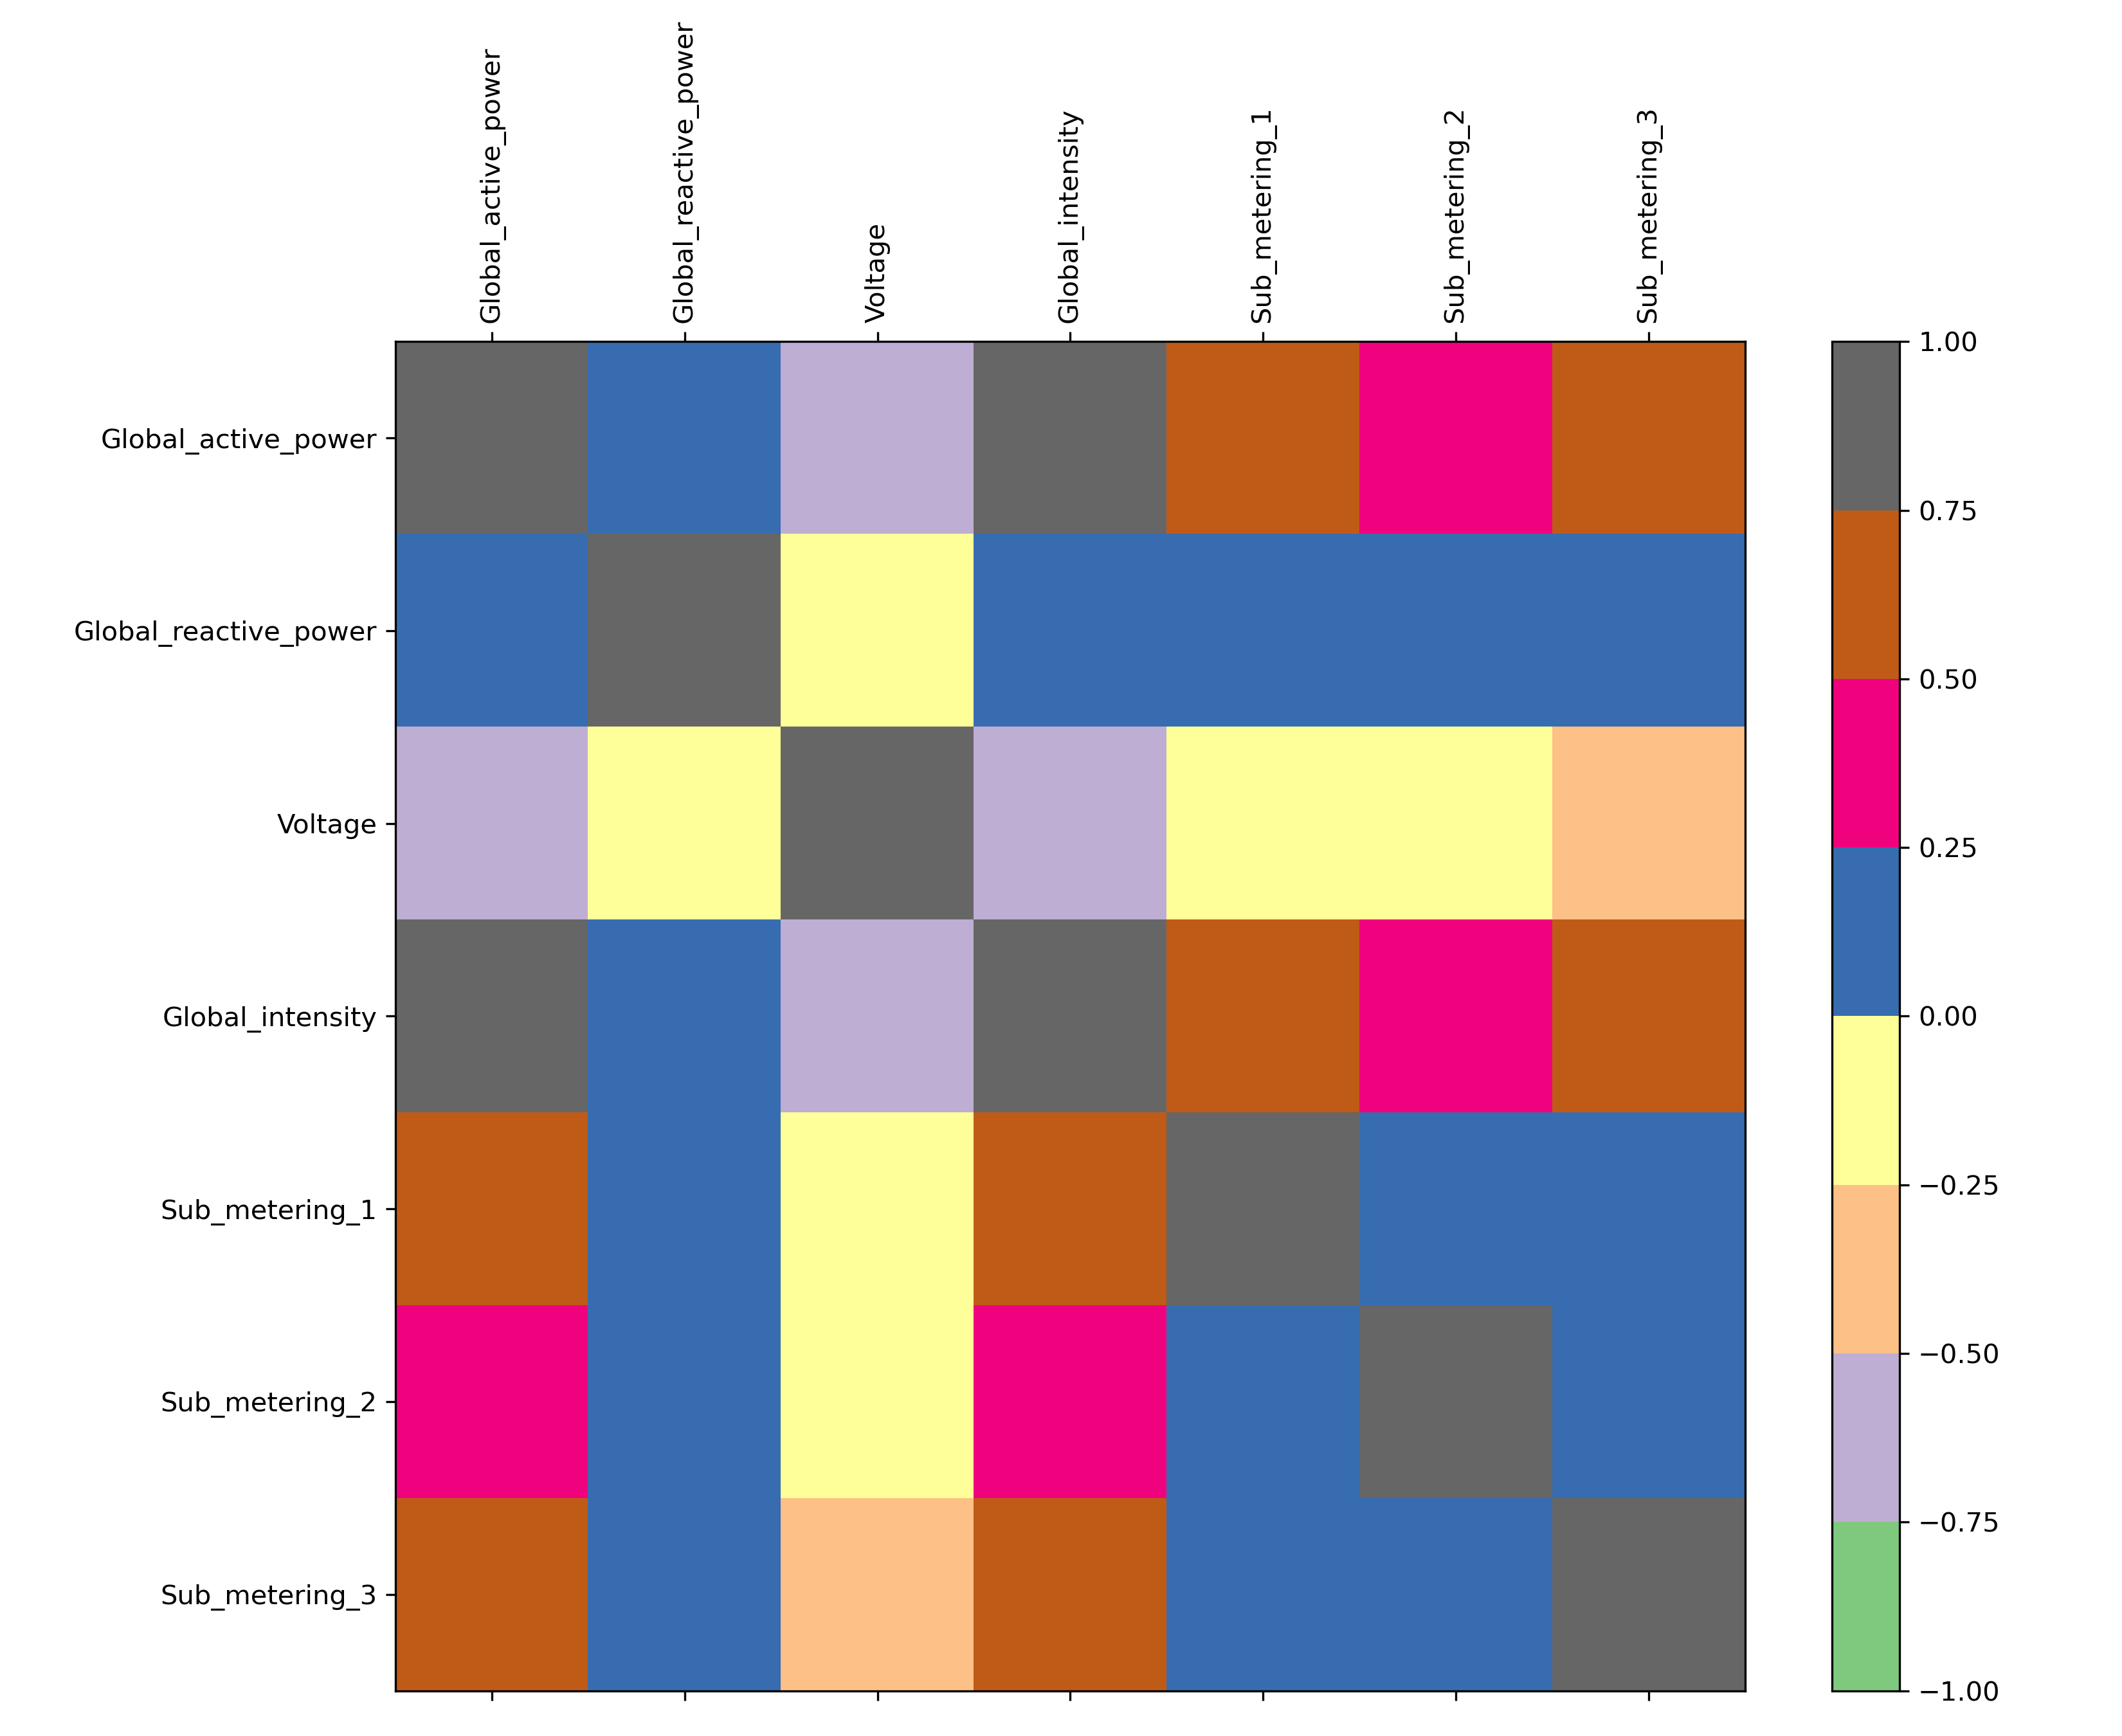 Global_active_power
Global_reactive_power
Voltage
Global_intensity
Sub_metering_1
Sub_metering_2
Sub_metering_3
Global_active_power
Global_reactive_power
Voltage
Global_intensity
Sub_metering_1
Sub_metering_2
Sub_metering_3
1.00
0.75
0.50
0.25
0.00
−0.25
−0.50
−0.75
−1.00